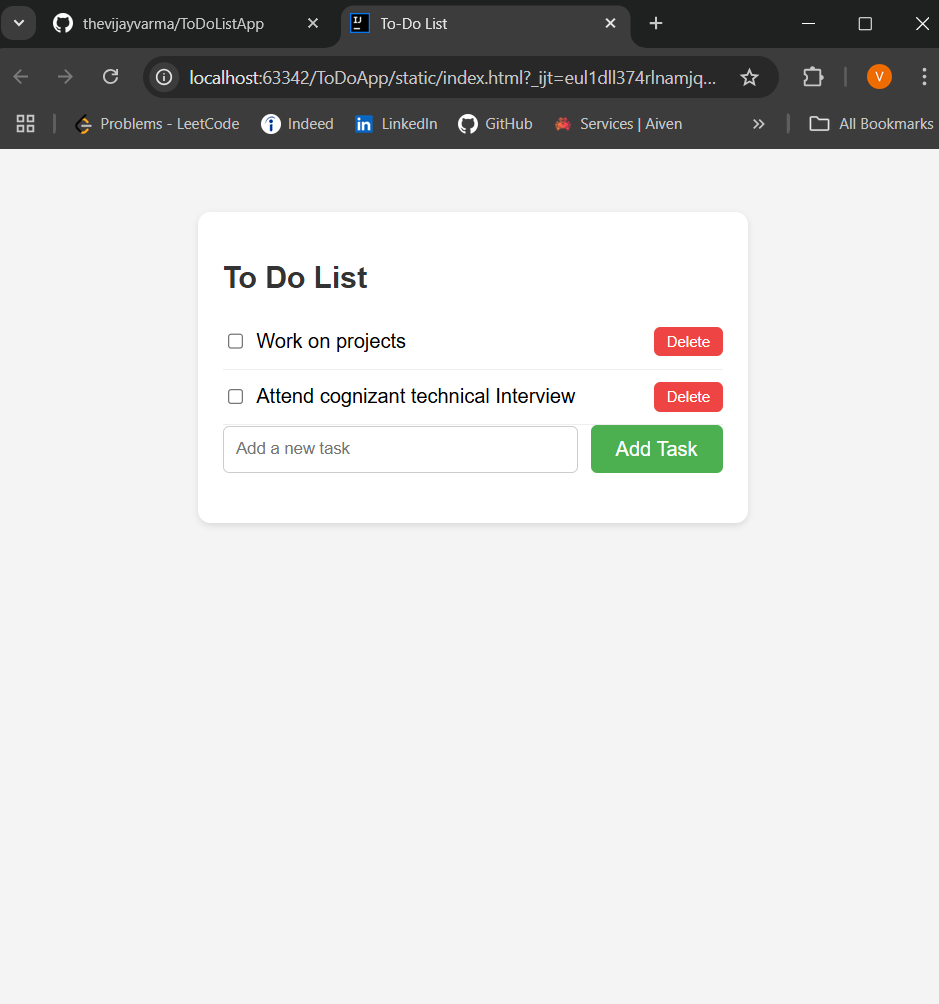 thevijayvarma/ToDoListApp
To-Do List
localhost:63342/ToDoApp/static/index.html?_ijt=eul1dll374rlnamjq...
V
Problems - LeetCode
Indeed
LinkedIn
GitHub
Services | Aiven
All Bookmarks
To Do List
Work on projects
Delete
Attend cognizant technical Interview
Delete
Add a new task
Add Task